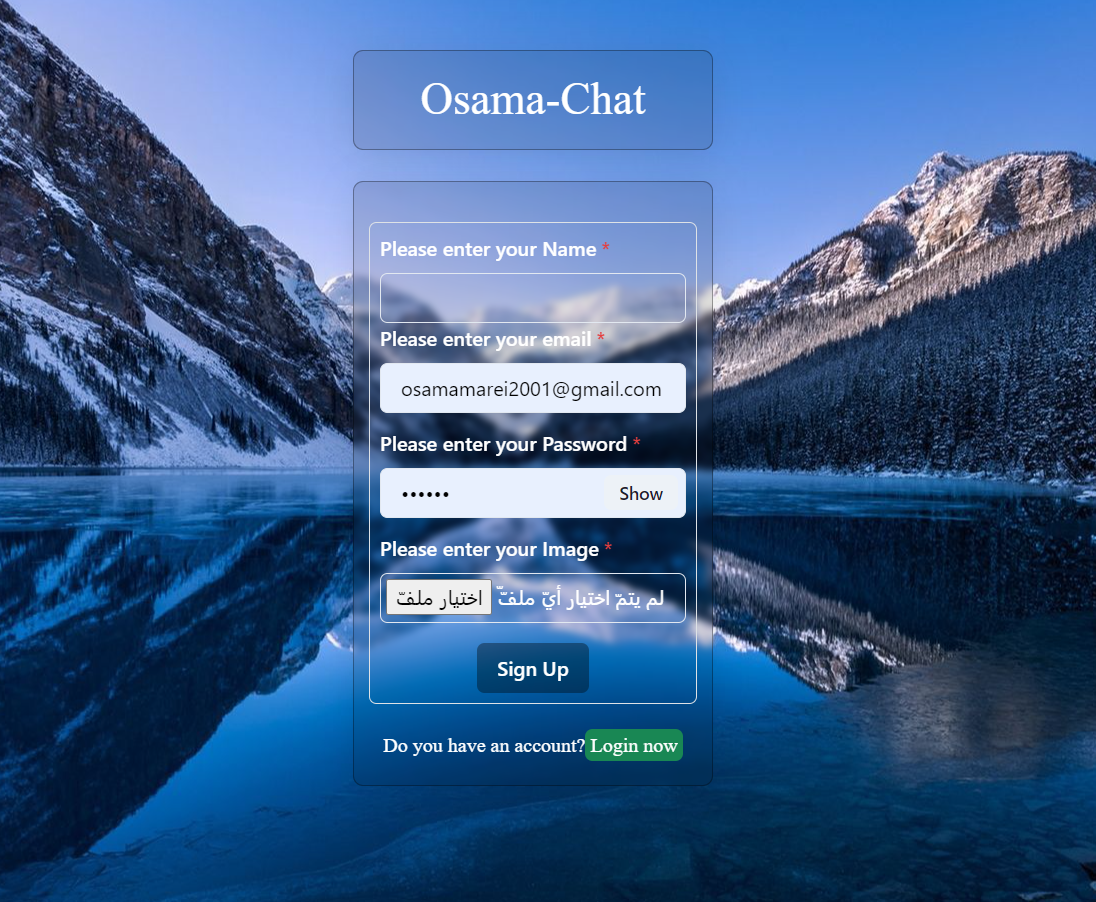 Osama-Chat
Please enter your Name *
Please enter your email *
osamamarei2001@gmail.com
Please enter your Password *
•••••• Show
Please enter your Image *
اختيار ملفّ لم يتمّ اختيار أيّ ملفّ
Sign Up
Do you have an account? Login now